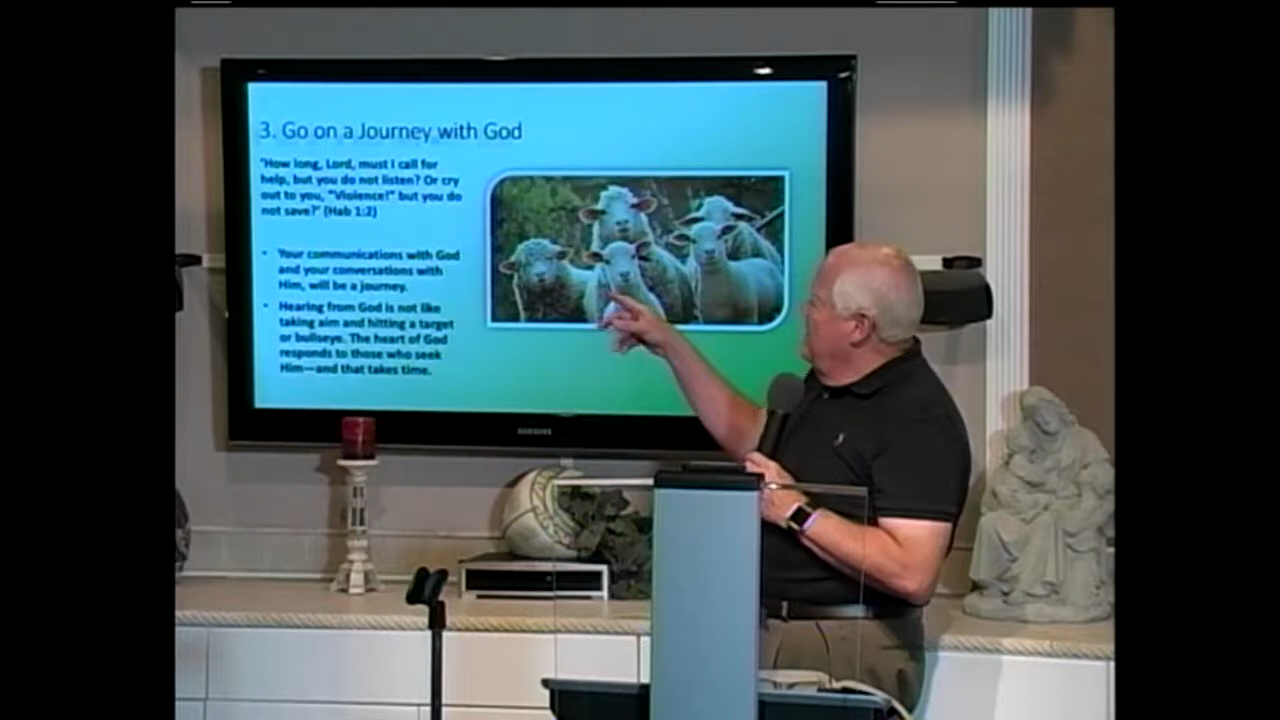 3. Go on a Journey with God
"How long, Lord, must I call for
help, but you do not listen? Or cry
out to you, "Violence!" but you do
not save?" (Hab 1:2)
• Your communications with God
and your conversations with
Him, will be a journey.
• Hearing from God is not like
taking aim and hitting a target
or bullseye. The heart of God
responds to those who seek
Him—and that takes time.
SAMSUNG